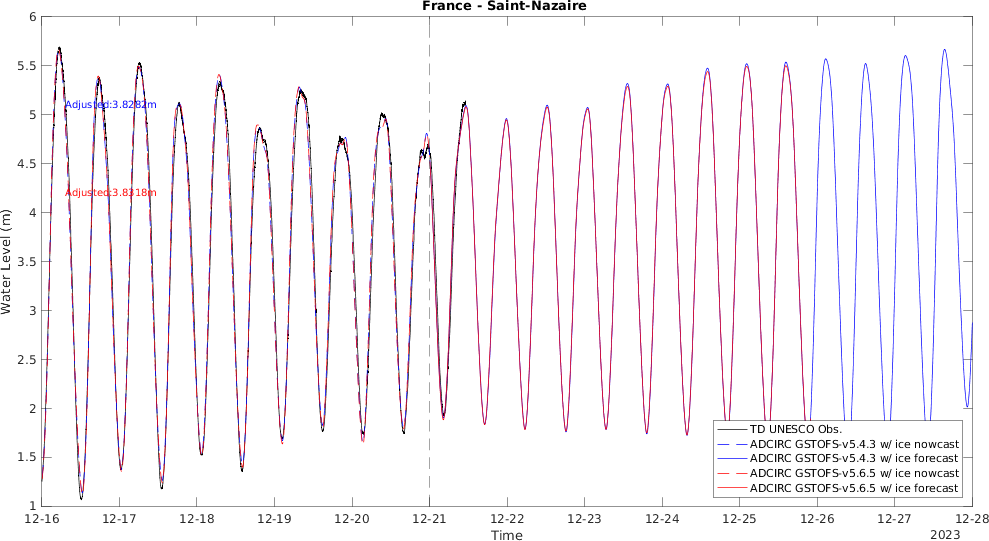 France - Saint-Nazaire
6
5.5
5
4.5
4
3.5
3
2.5
2
1.5
1
Water Level (m)
Adjusted:3.8282m
Adjusted:3.8318m
TD UNESCO Obs.
ADCIRC GSTOFS-v5.4.3 w/ ice nowcast
ADCIRC GSTOFS-v5.4.3 w/ ice forecast
ADCIRC GSTOFS-v5.6.5 w/ ice nowcast
ADCIRC GSTOFS-v5.6.5 w/ ice forecast
12-16 12-17 12-18 12-19 12-20 12-21 12-22 12-23 12-24 12-25 12-26 12-27 12-28
Time
2023